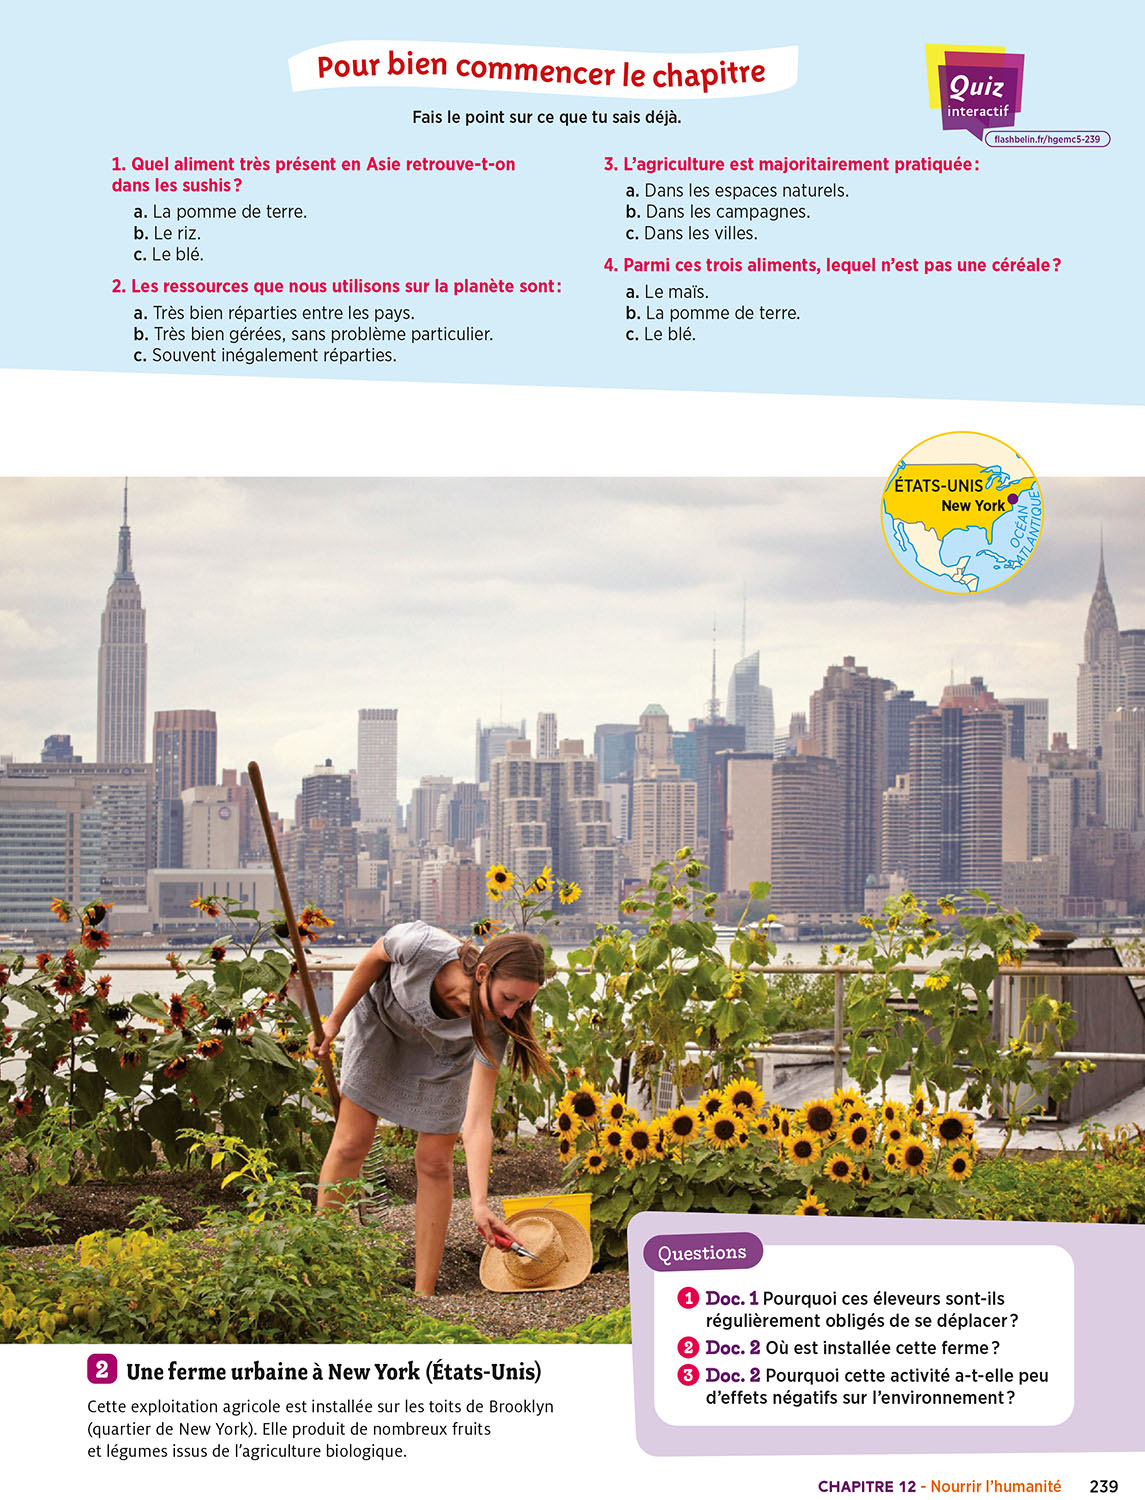 Pour bien commencer le chapitre
Fais le point sur ce que tu sais déjà.
Quiz
interactif
flashbelin.fr/hgemc5-239
1. Quel aliment très présent en Asie retrouve-t-on
dans les sushis ?
a. La pomme de terre.
b. Le riz.
c. Le blé.
2. Les ressources que nous utilisons sur la planète sont :
a. Très bien réparties entre les pays.
b. Très bien gérées, sans problème particulier.
c. Souvent inégalement réparties.
3. L'agriculture est majoritairement pratiquée :
a. Dans les espaces naturels.
b. Dans les campagnes.
c. Dans les villes.
4. Parmi ces trois aliments, lequel n'est pas une céréale ?
a. Le maïs.
b. La pomme de terre.
c. Le blé.
ÉTATS-UNIS
New York
OCÉAN
ATLANTIQUE
Questions
1 Doc. 1 Pourquoi ces éleveurs sont-ils
régulièrement obligés de se déplacer ?
2 Doc. 2 Où est installée cette ferme ?
3 Doc. 2 Pourquoi cette activité a-t-elle peu
d'effets négatifs sur l'environnement ?
2 Une ferme urbaine à New York (États-Unis)
Cette exploitation agricole est installée sur les toits de Brooklyn
(quartier de New York). Elle produit de nombreux fruits
et légumes issus de l'agriculture biologique.
CHAPITRE 12 - Nourrir l'humanité 239